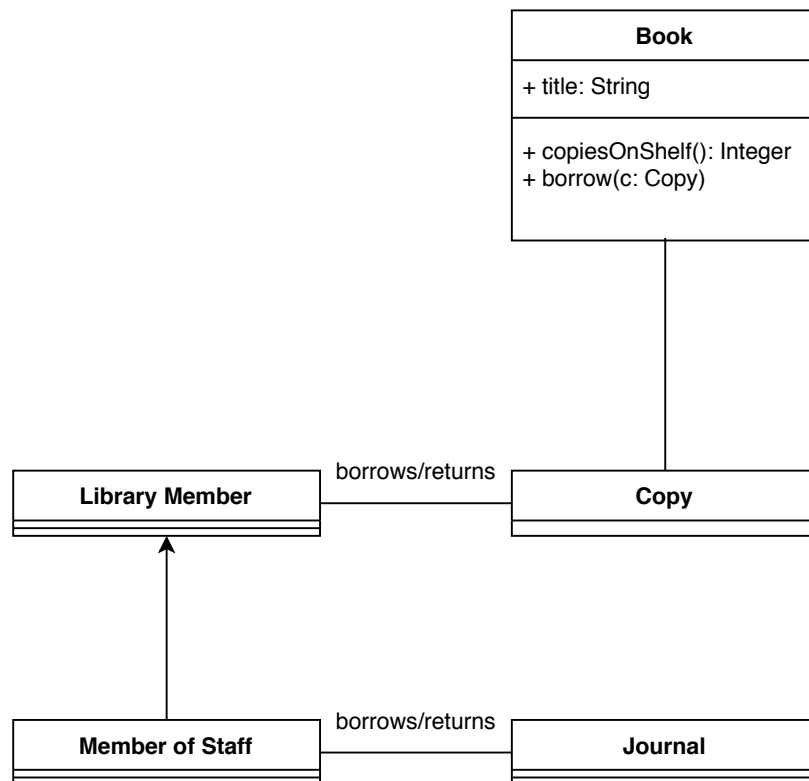 Book
+ title: String
+ copiesOnShelf(): Integer
+ borrow(c: Copy)
Library Member
borrows/returns
Copy
Member of Staff
borrows/returns
Journal